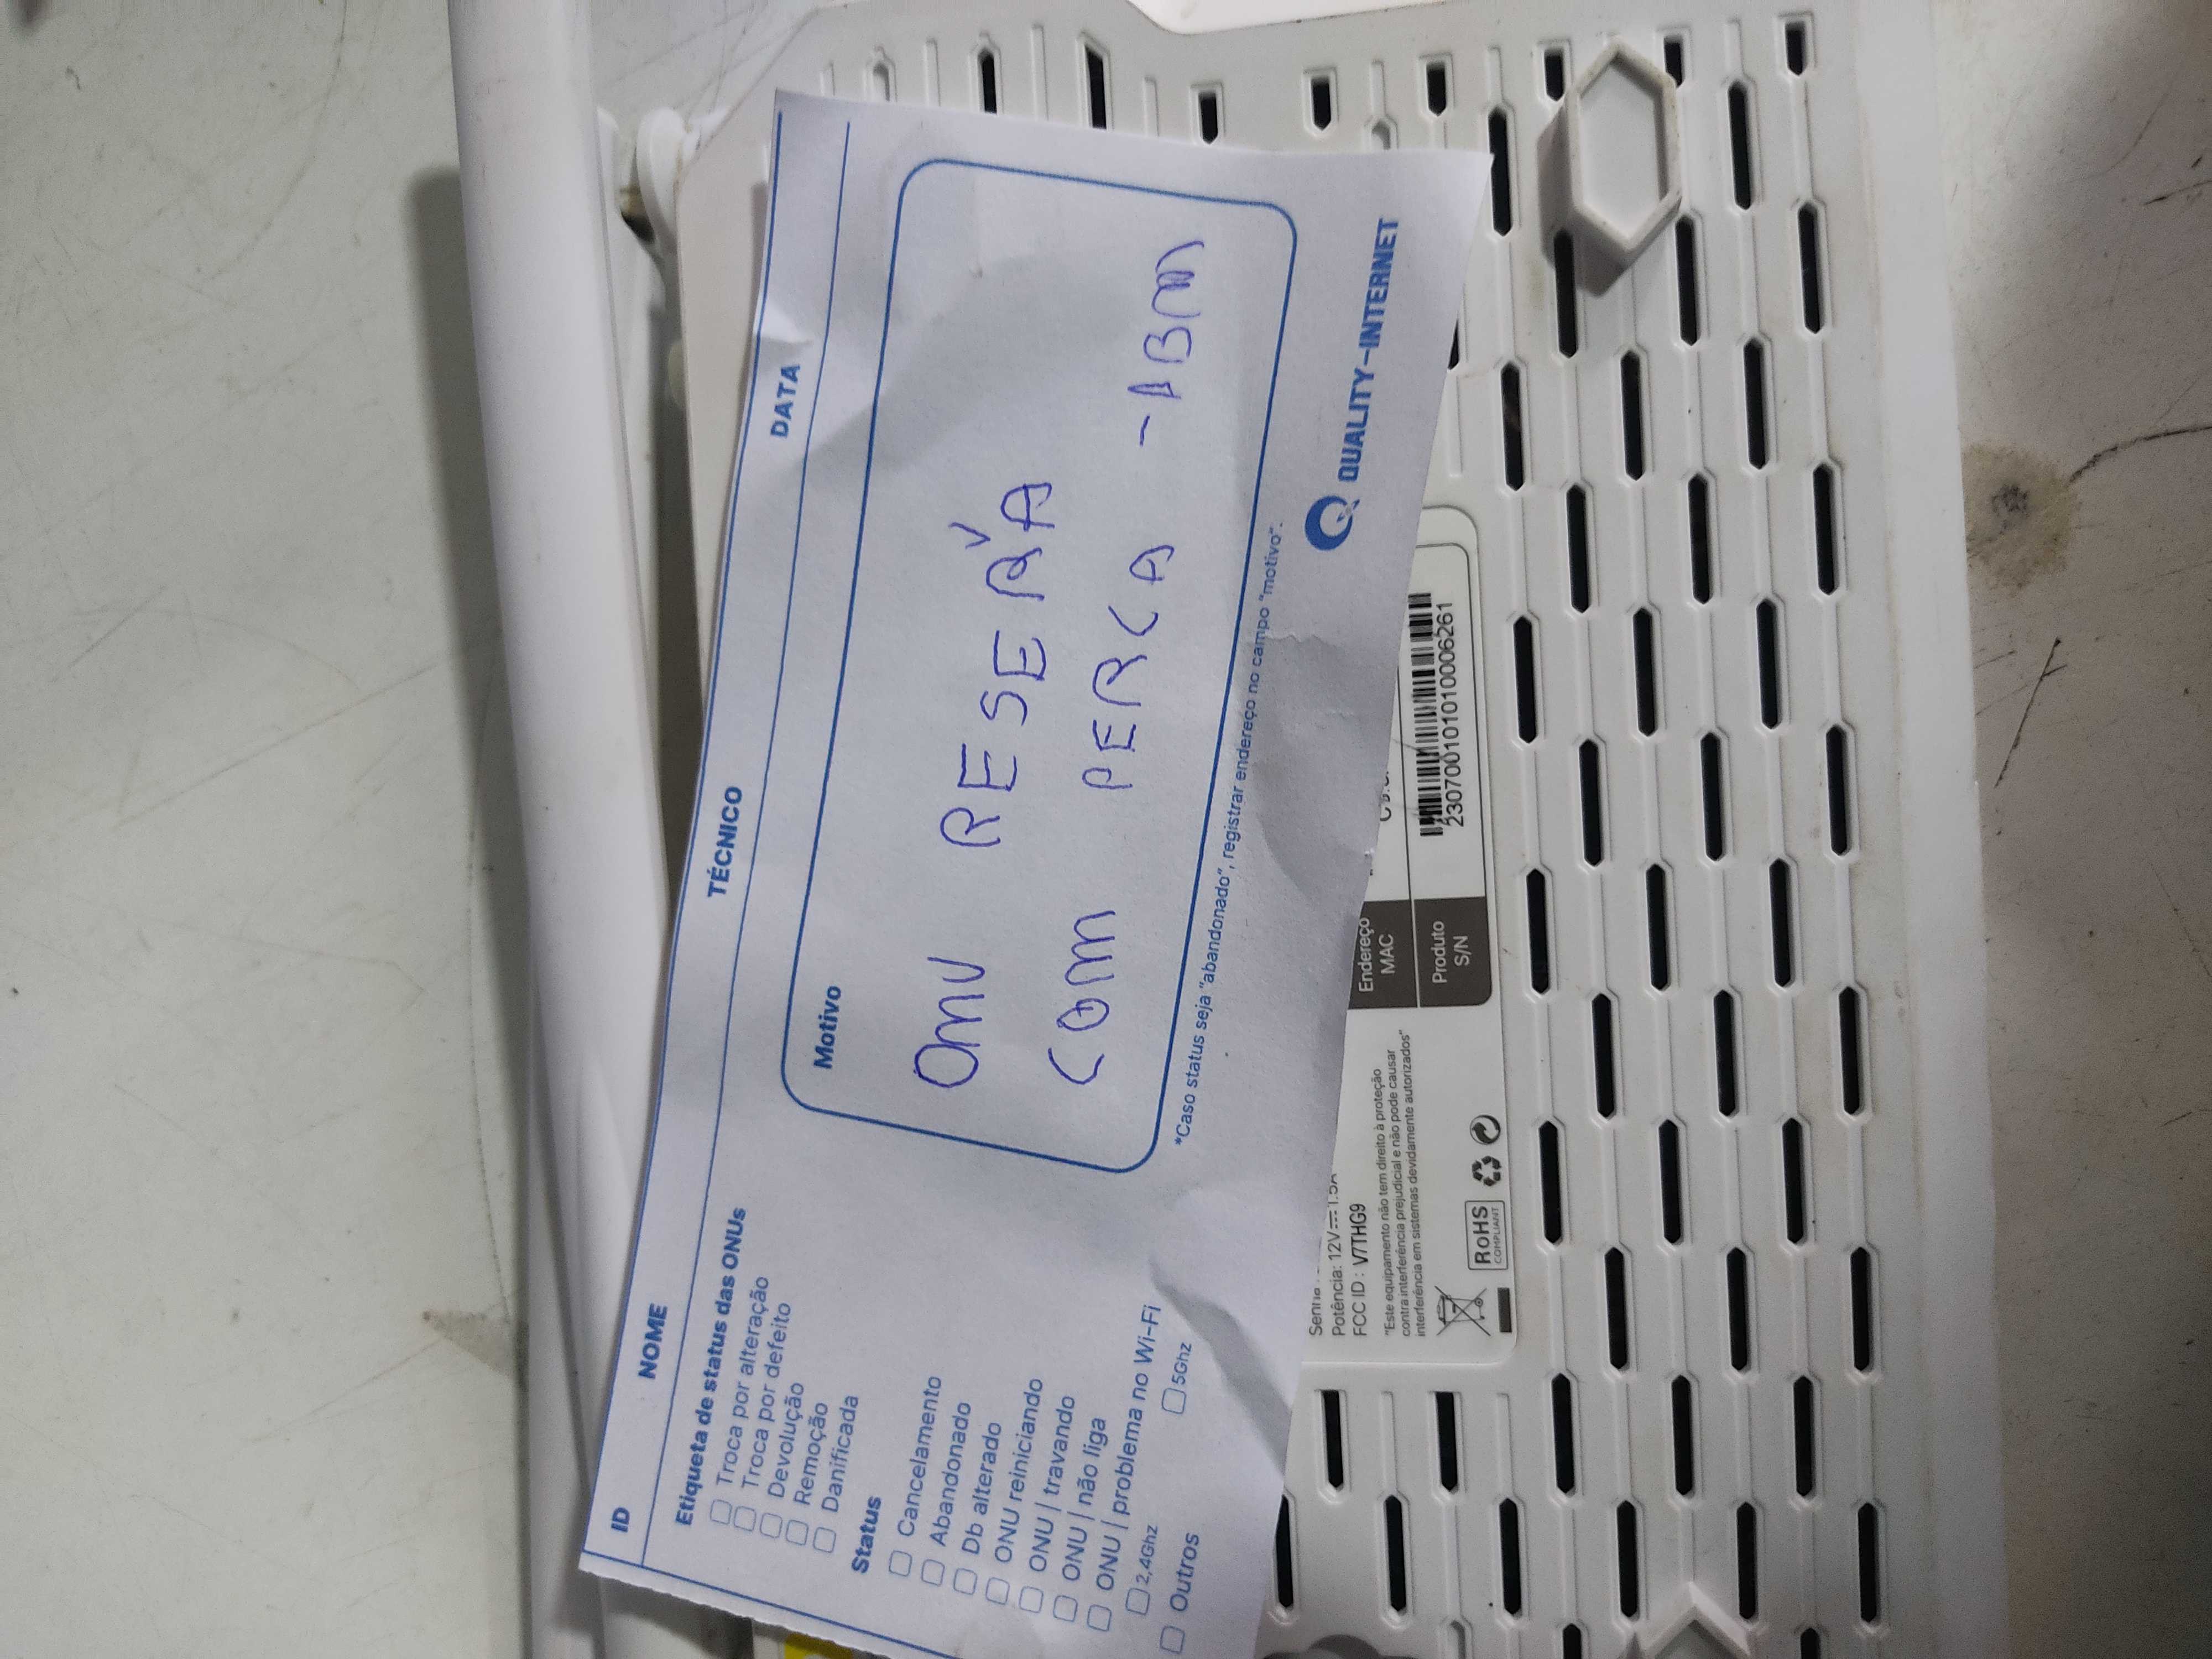 ID NOME TÉCNICO DATA
Etiqueta de status das ONUs
Troca por alteração
Troca por defeito
Devolução
Remoção
Danificada
Status
Cancelamento
Abandonado
Db alterado
ONU reiniciando
ONU | travando
ONU | não liga
ONU | problema no Wi-Fi
2,4Ghz 5Ghz
Outros
Motivo
ONU RESERVA
COM PERCA -1BM
*Caso status seja "abandonado", registrar endereço no campo "motivo".
QUALITY-INTERNET
Potência: 12V⎓1.5A
FCC ID : V7THG9
"Este equipamento não tem direito à proteção
contra interferência prejudicial e não pode causar
interferência em sistemas devidamente autorizados"
RoHS
COMPLIANT
Endereço
MAC
Produto
S/N
2307001010100006261